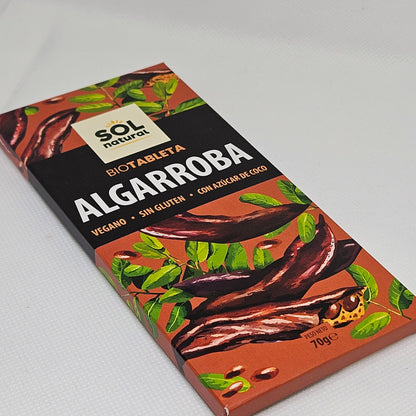 SOL
natural
BIOTABLETA
ALGARROBA
VEGANO • SIN GLUTEN • CON AZÚCAR DE COCO
PESO NETO
70g℮